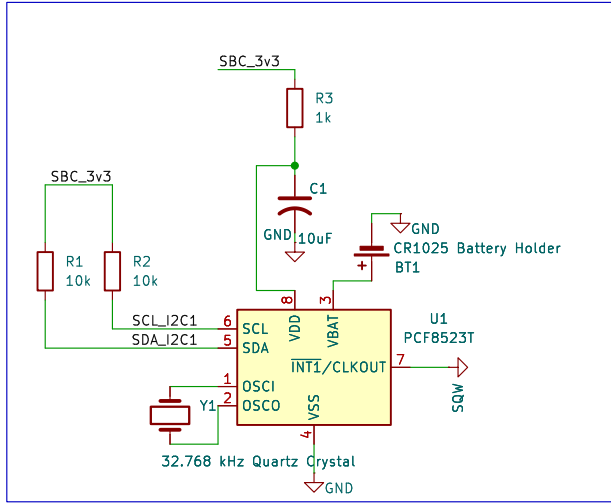 SBC_3v3
R3
1k
SBC_3v3
C1
10uF
GND
GND
CR1025 Battery Holder
BT1
+
R1
10k
R2
10k
8
3
U1
PCF8523T
VDD
VBAT
SCL_I2C1
6
SCL
SDA_I2C1
5
SDA
INT1/CLKOUT
7
SQW
1
OSCI
2
OSCO
Y1
VSS
4
32.768 kHz Quartz Crystal
GND